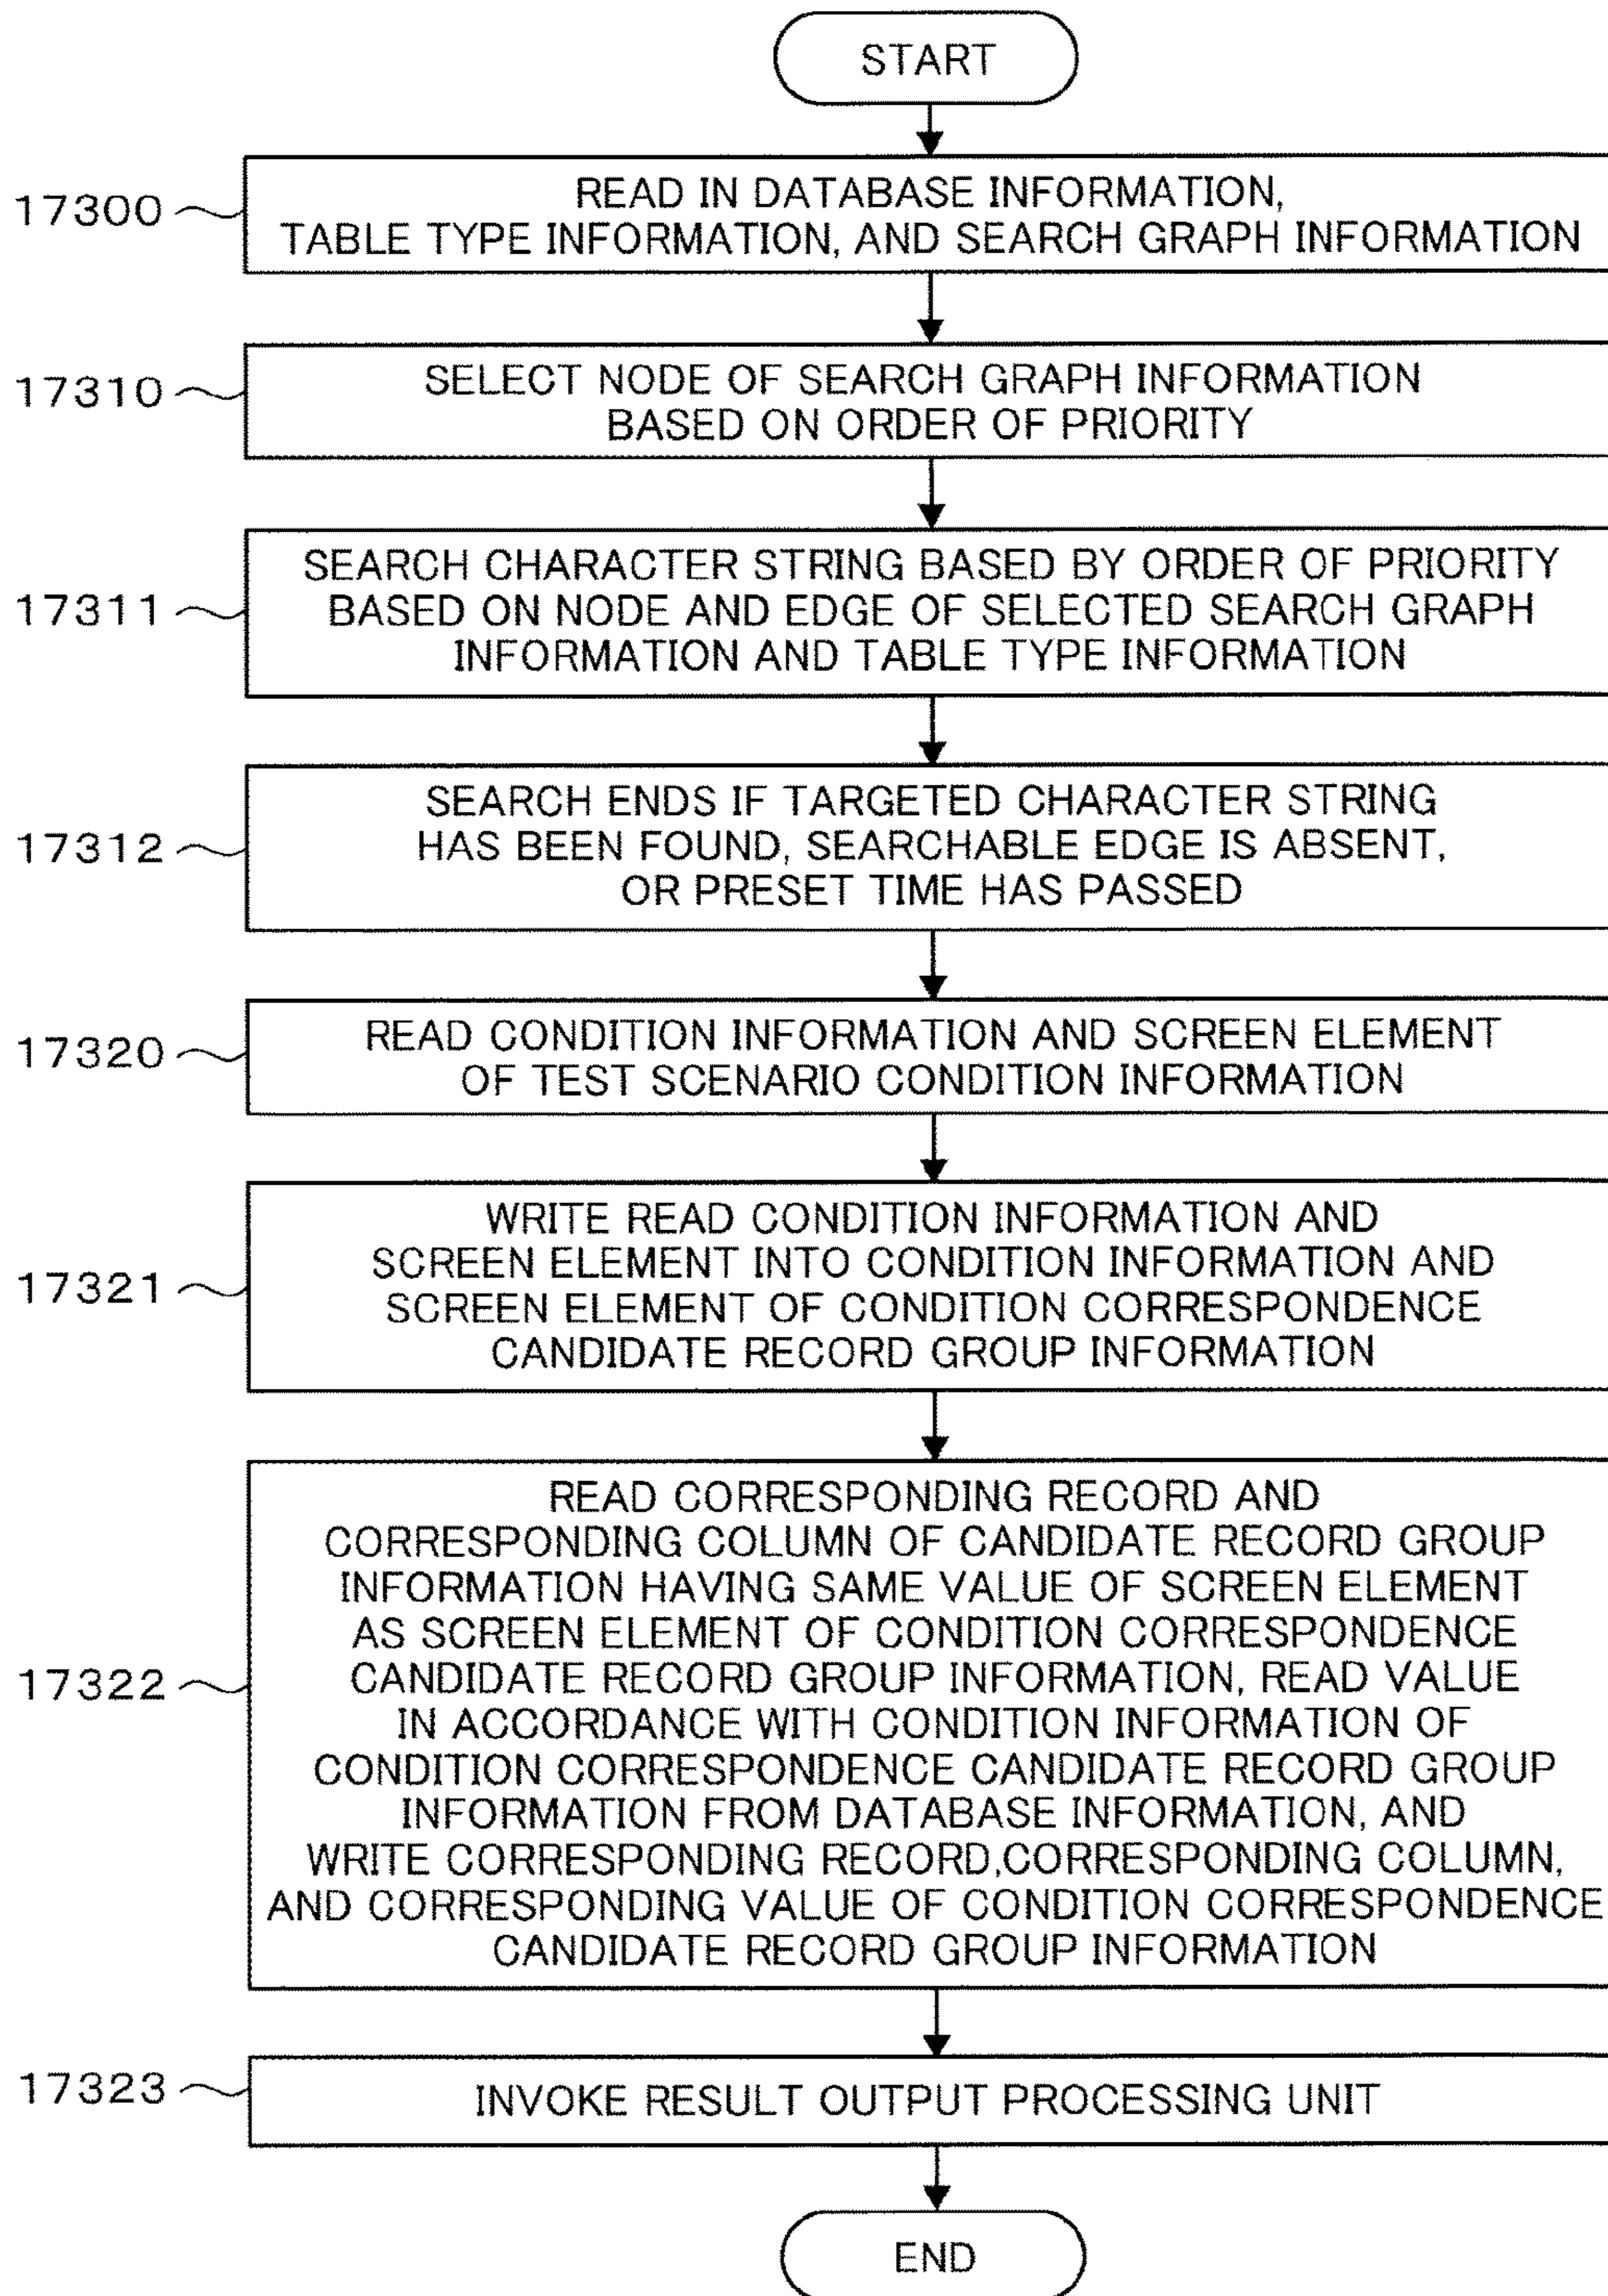 START
17300
READ IN DATABASE INFORMATION,
TABLE TYPE INFORMATION, AND SEARCH GRAPH INFORMATION
17310
SELECT NODE OF SEARCH GRAPH INFORMATION
BASED ON ORDER OF PRIORITY
17311
SEARCH CHARACTER STRING BASED BY ORDER OF PRIORITY
BASED ON NODE AND EDGE OF SELECTED SEARCH GRAPH
INFORMATION AND TABLE TYPE INFORMATION
17312
SEARCH ENDS IF TARGETED CHARACTER STRING
HAS BEEN FOUND, SEARCHABLE EDGE IS ABSENT,
OR PRESET TIME HAS PASSED
17320
READ CONDITION INFORMATION AND SCREEN ELEMENT
OF TEST SCENARIO CONDITION INFORMATION
17321
WRITE READ CONDITION INFORMATION AND
SCREEN ELEMENT INTO CONDITION INFORMATION AND
SCREEN ELEMENT OF CONDITION CORRESPONDENCE
CANDIDATE RECORD GROUP INFORMATION
17322
READ CORRESPONDING RECORD AND
CORRESPONDING COLUMN OF CANDIDATE RECORD GROUP
INFORMATION HAVING SAME VALUE OF SCREEN ELEMENT
AS SCREEN ELEMENT OF CONDITION CORRESPONDENCE
CANDIDATE RECORD GROUP INFORMATION, READ VALUE
IN ACCORDANCE WITH CONDITION INFORMATION OF
CONDITION CORRESPONDENCE CANDIDATE RECORD GROUP
INFORMATION FROM DATABASE INFORMATION, AND
WRITE CORRESPONDING RECORD,CORRESPONDING COLUMN,
AND CORRESPONDING VALUE OF CONDITION CORRESPONDENCE
CANDIDATE RECORD GROUP INFORMATION
17323
INVOKE RESULT OUTPUT PROCESSING UNIT
END